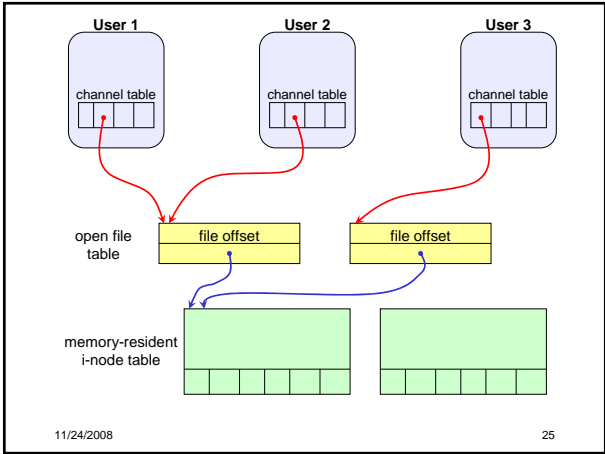 User 1
User 2
User 3
channel table
channel table
channel table
open file
table
file offset
file offset
memory-resident
i-node table
11/24/2008
25